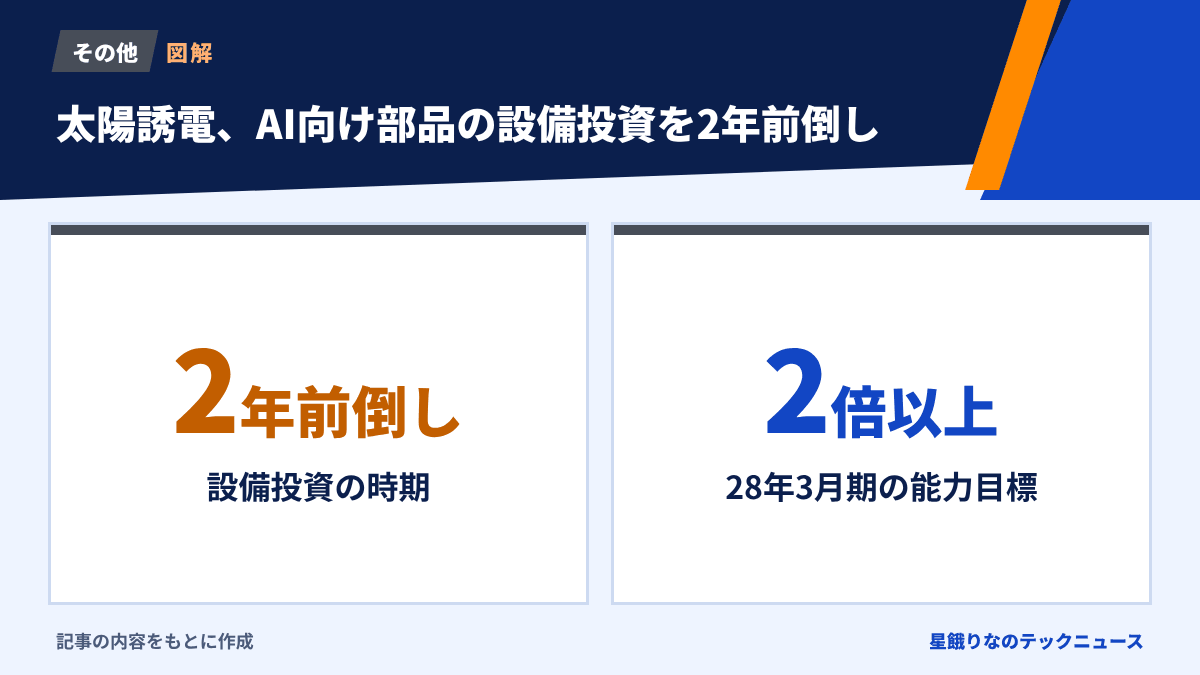 その他 図解
太陽誘電、AI向け部品の設備投資を2年前倒し
2年前倒し
設備投資の時期
2倍以上
28年3月期の能力目標
記事の内容をもとに作成
星餓りなのテックニュース